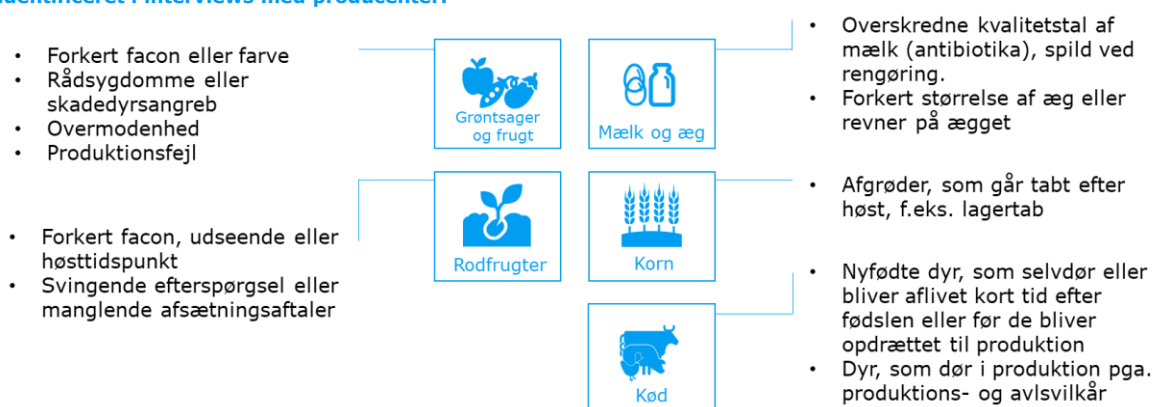 identificeret i interviews med producenter:
• Forkert facon eller farve
• Rådsygdomme eller
skadedyrsangreb
• Overmodenhed
• Produktionsfejl
Grøntsager
og frugt
Mælk og æg
• Overskredne kvalitetstal af
mælk (antibiotika), spild ved
rengøring.
• Forkert størrelse af æg eller
revner på ægget
• Forkert facon, udseende eller
høsttidspunkt
• Svingende efterspørgsel eller
manglende afsætningsaftaler
Rodfrugter
Korn
• Afgrøder, som går tabt efter
høst, f.eks. lagertab
Kød
• Nyfødte dyr, som selvdør eller
bliver aflivet kort tid efter
fødslen eller før de bliver
opdrættet til produktion
• Dyr, som dør i produktion pga.
produktions- og avlsvilkår